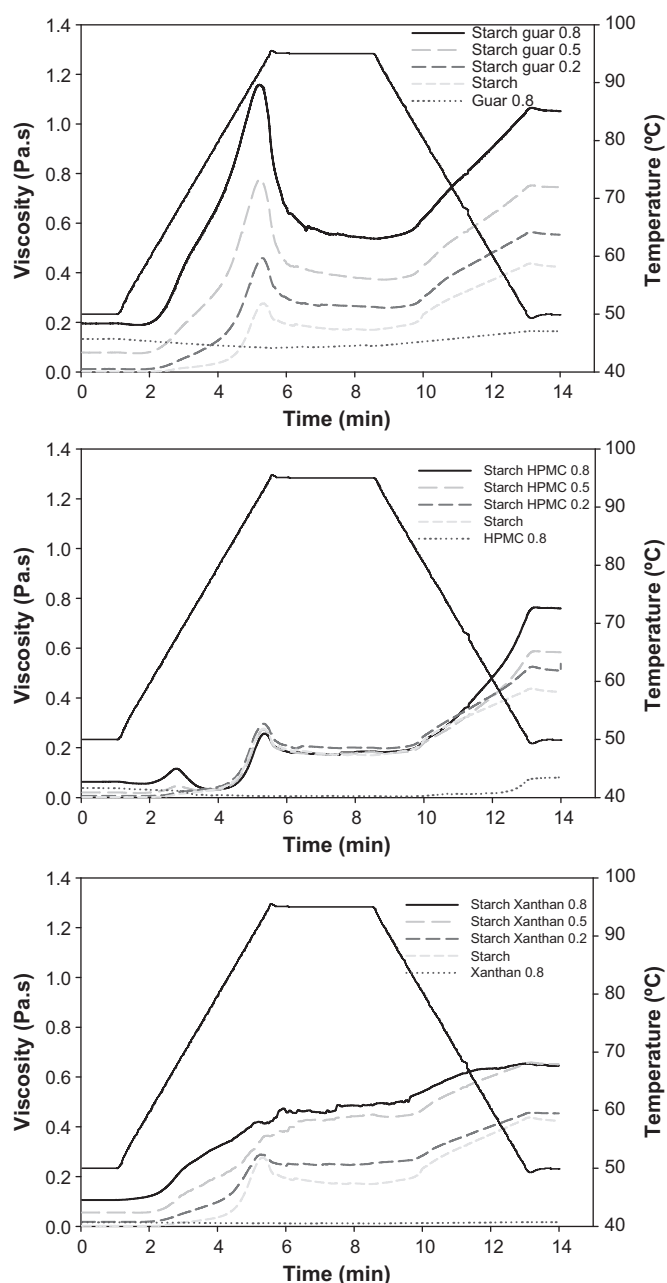 1.4
1.2
1.0
0.8
0.6
0.4
0.2
0.0
Viscosity (Pa.s)
100
90
80
70
60
50
40
Temperature (ºC)
Starch guar 0.8
Starch guar 0.5
Starch guar 0.2
Starch
Guar 0.8
0 2 4 6 8 10 12 14
Time (min)
1.4
1.2
1.0
0.8
0.6
0.4
0.2
0.0
Viscosity (Pa.s)
100
90
80
70
60
50
40
Temperature (ºC)
Starch HPMC 0.8
Starch HPMC 0.5
Starch HPMC 0.2
Starch
HPMC 0.8
0 2 4 6 8 10 12 14
Time (min)
1.4
1.2
1.0
0.8
0.6
0.4
0.2
0.0
Viscosity (Pa.s)
100
90
80
70
60
50
40
Temperature (ºC)
Starch Xanthan 0.8
Starch Xanthan 0.5
Starch Xanthan 0.2
Starch
Xanthan 0.8
0 2 4 6 8 10 12 14
Time (min)